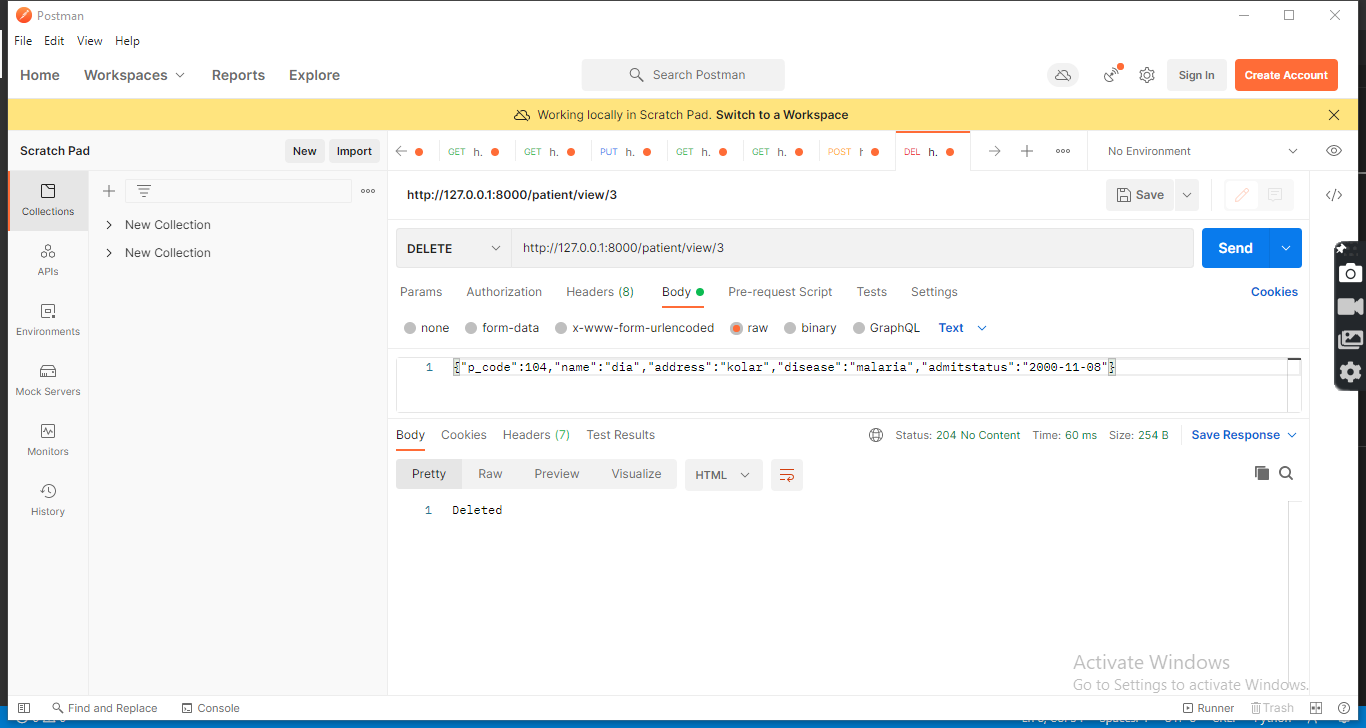 Postman
File Edit View Help
Home Workspaces Reports Explore Search Postman Sign In Create Account
Working locally in Scratch Pad. Switch to a Workspace
Scratch Pad New Import GET h. GET h. PUT h. GET h. GET h. POST DEL h. No Environment
http://127.0.0.1:8000/patient/view/3 Save
Collections
New Collection
New Collection
APIs
Environments
Mock Servers
Monitors
History
DELETE http://127.0.0.1:8000/patient/view/3 Send
Params Authorization Headers (8) Body Pre-request Script Tests Settings Cookies
none form-data x-www-form-urlencoded raw binary GraphQL Text
1 {"p_code":104,"name":"dia","address":"kolar","disease":"malaria","admitstatus":"2000-11-08"}
Body Cookies Headers (7) Test Results Status: 204 No Content Time: 60 ms Size: 254 B Save Response
Pretty Raw Preview Visualize HTML
1 Deleted
Activate Windows
Go to Settings to activate Windows.
Find and Replace Console Runner Trash